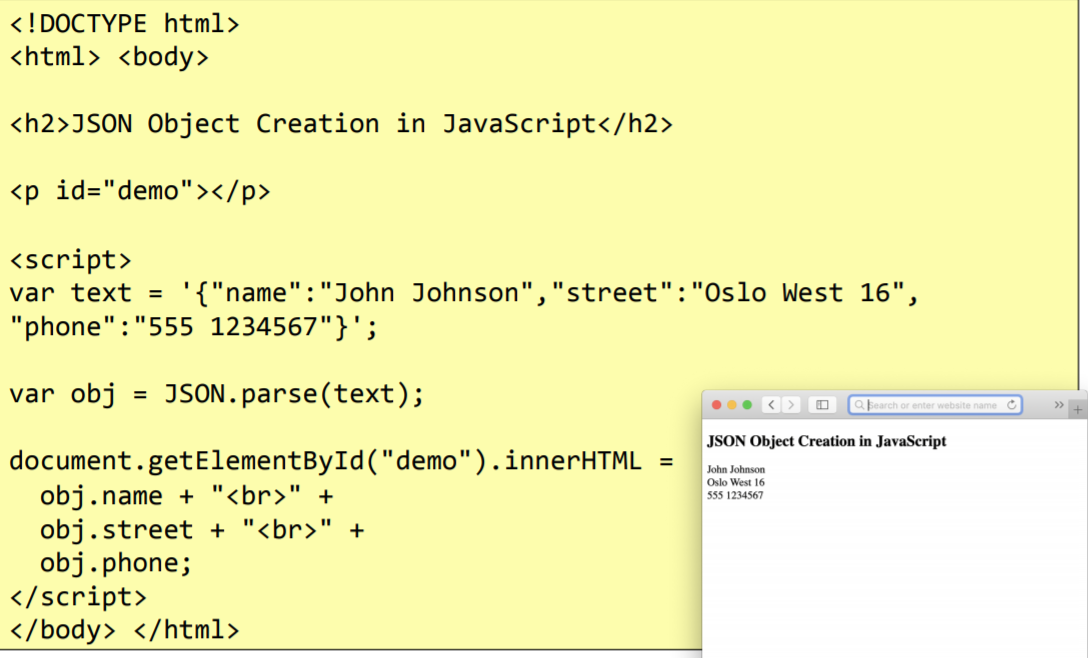 <!DOCTYPE html>
<html> <body>
<h2>JSON Object Creation in JavaScript</h2>
<p id="demo"></p>
<script>
var text = '{"name":"John Johnson","street":"Oslo West 16",
"phone":"555 1234567"}';
var obj = JSON.parse(text);
document.getElementById("demo").innerHTML =
obj.name + "<br>" +
obj.street + "<br>" +
obj.phone;
</script>
</body> </html>
Search or enter website name
JSON Object Creation in JavaScript
John Johnson
Oslo West 16
555 1234567